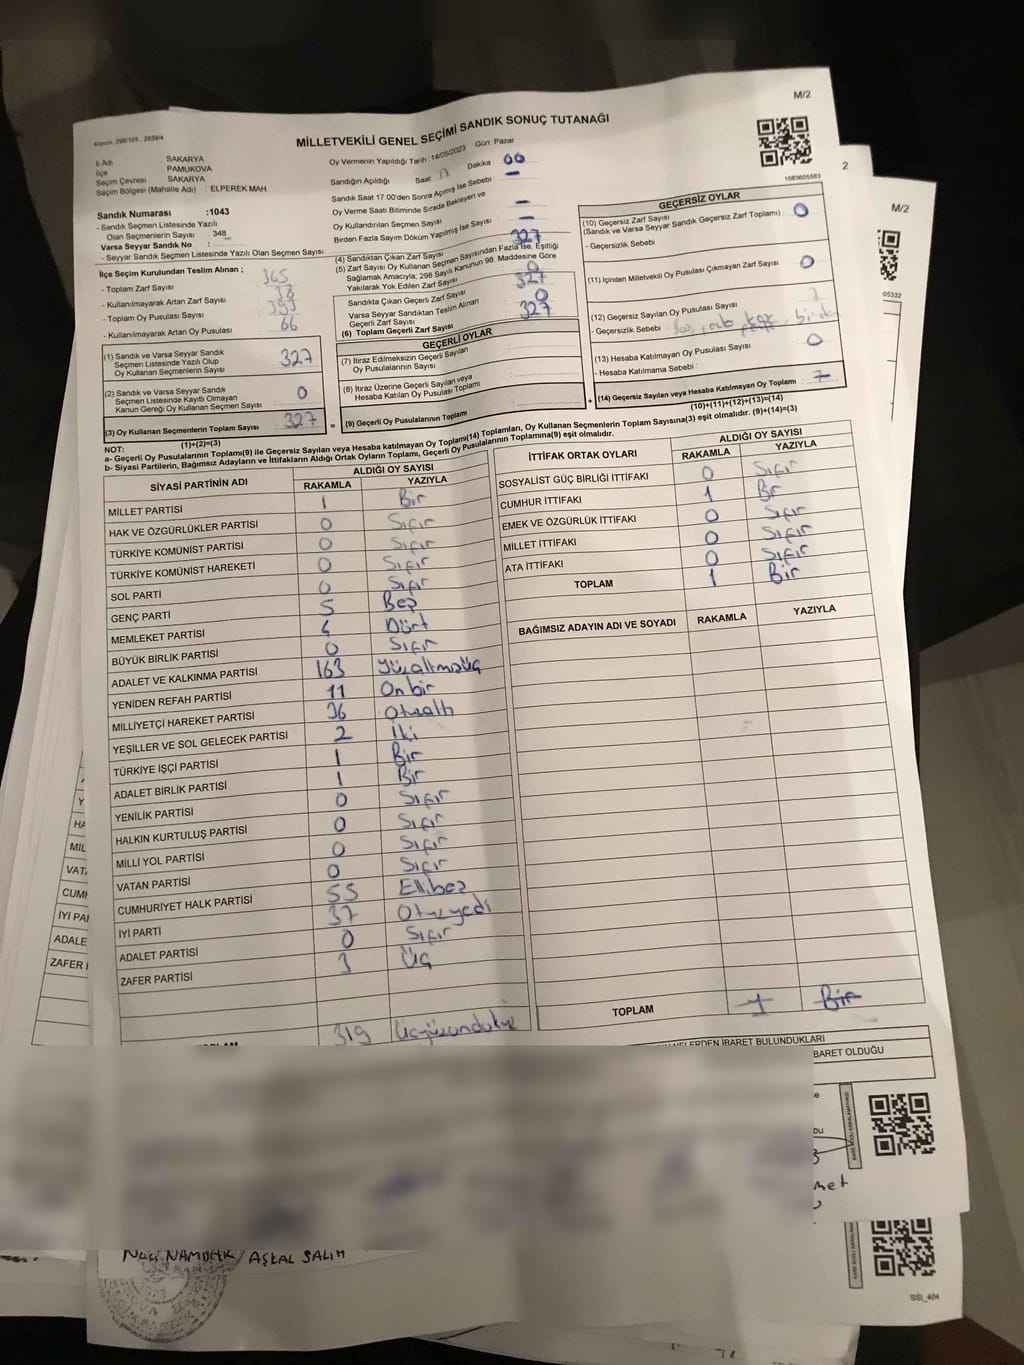 M/2
Kanun: 298/105 , 2839/4
MİLLETVEKİLİ GENEL SEÇİMİ SANDIK SONUÇ TUTANAĞI
İl Adı : SAKARYA
İlçe : PAMUKOVA
Seçim Çevresi : SAKARYA
Seçim Bölgesi (Mahalle Adı) : ELPEREK MAH.
Sandık Numarası :1043
- Sandık Seçmen Listesinde Yazılı
Olan Seçmenlerin Sayısı : 348
Varsa Seyyar Sandık No :
- Seyyar Sandık Seçmen Listesinde Yazılı Olan Seçmen Sayısı:
Oy Vermenin Yapıldığı Tarih :14/05/2023 Gün: Pazar
Sandığın Açıldığı Saat: 17 Dakika 00
Sandık Saat 17:00'den Sonra Açılmış İse Sebebi -
Oy Verme Saati Bitiminde Sırada Bekleyen ve
Oy Kullandırılan Seçmen Sayısı -
Birden Fazla Sayım Döküm Yapılmış İse Sayısı -
İlçe Seçim Kurulundan Teslim Alınan ;
- Toplam Zarf Sayısı : 365
- Kullanılmayarak Artan Zarf Sayısı : 38
- Toplam Oy Pusulası Sayısı : 393
- Kullanılmayarak Artan Oy Pusulası : 66
(1) Sandık ve Varsa Seyyar Sandık
Seçmen Listesinde Yazılı Olup
Oy Kullanan Seçmenlerin Sayısı : 327
(2) Sandık ve Varsa Seyyar Sandık
Seçmen Listesinde Kayıtlı Olmayan
Kanun Gereği Oy Kullanan Seçmen Sayısı : 0
(3) Oy Kullanan Seçmenlerin Toplam Sayısı : 327
(1)+(2)=(3)
(4) Sandıktan Çıkan Zarf Sayısı 327
(5) Zarf Sayısı Oy Kullanan Seçmen Sayısından Fazla İse, Eşitliği
Sağlamak Amacıyla; 298 Sayılı Kanunun 98. Maddesine Göre
Yakılarak Yok Edilen Zarf Sayısı 0
Sandıkta Çıkan Geçerli Zarf Sayısı 327
Varsa Seyyar Sandıktan Teslim Alınan
Geçerli Zarf Sayısı 0
(6) Toplam Geçerli Zarf Sayısı 327
GEÇERLİ OYLAR
(7) İtiraz Edilmeksizin Geçerli Sayılan
Oy Pusulalarının Sayısı
(8) İtiraz Üzerine Geçerli Sayılan veya
Hesaba Katılan Oy Pusulası Toplamı
= (9) Geçerli Oy Pusulalarının Toplamı
1083605583
GEÇERSİZ OYLAR
(10) Geçersiz Zarf Sayısı
(Sandık ve Varsa Seyyar Sandık Geçersiz Zarf Toplamı) : 0
- Geçersizlik Sebebi
(11) İçinden Milletvekili Oy Pusulası Çıkmayan Zarf Sayısı : 0
(12) Geçersiz Sayılan Oy Pusulası Sayısı : 7
- Geçersizlik Sebebi :
(13) Hesaba Katılmayan Oy Pusulası Sayısı : 0
- Hesaba Katılmama Sebebi :
+ (14) Geçersiz Sayılan veya Hesaba Katılmayan Oy Toplamı : 7
(10)+(11)+(12)+(13)=(14)
NOT:
a- Geçerli Oy Pusulalarının Toplamı(9) ile Geçersiz Sayılan veya Hesaba katılmayan Oy Toplamı(14) Toplamları, Oy Kullanan Seçmenlerin Toplam Sayısına(3) eşit olmalıdır. (9)+(14)=(3)
b- Siyasi Partilerin, Bağımsız Adayların ve İttifakların Aldığı Ortak Oyların Toplamı, Geçerli Oy Pusulalarının Toplamına(9) eşit olmalıdır.
SİYASİ PARTİNİN ADI ALDIĞI OY SAYISI
RAKAMLA YAZIYLA
MİLLET PARTİSİ 1 Bir
HAK VE ÖZGÜRLÜKLER PARTİSİ 0 Sıfır
TÜRKİYE KOMÜNİST PARTİSİ 0 Sıfır
TÜRKİYE KOMÜNİST HAREKETİ 0 Sıfır
SOL PARTİ 0 Sıfır
GENÇ PARTİ 5 Beş
MEMLEKET PARTİSİ 4 Dört
BÜYÜK BİRLİK PARTİSİ 0 Sıfır
ADALET VE KALKINMA PARTİSİ 163 Yüzaltmışüç
YENİDEN REFAH PARTİSİ 11 Onbir
MİLLİYETÇİ HAREKET PARTİSİ 36 Otuzaltı
YEŞİLLER VE SOL GELECEK PARTİSİ 2 İki
TÜRKİYE İŞÇİ PARTİSİ 1 Bir
ADALET BİRLİK PARTİSİ 1 Bir
YENİLİK PARTİSİ 0 Sıfır
HALKIN KURTULUŞ PARTİSİ 0 Sıfır
MİLLİ YOL PARTİSİ 0 Sıfır
VATAN PARTİSİ 0 Sıfır
CUMHURİYET HALK PARTİSİ 55 Ellibeş
İYİ PARTİ 37 Otuzyedi
ADALET PARTİSİ 0 Sıfır
ZAFER PARTİSİ 3 Üç
319 Üçyüzondokuz
İTTİFAK ORTAK OYLARI ALDIĞI OY SAYISI
RAKAMLA YAZIYLA
SOSYALİST GÜÇ BİRLİĞİ İTTİFAKI 0 Sıfır
CUMHUR İTTİFAKI 1 Bir
EMEK VE ÖZGÜRLÜK İTTİFAKI 0 Sıfır
MİLLET İTTİFAKI 0 Sıfır
ATA İTTİFAKI 0 Sıfır
TOPLAM 1 Bir
BAĞIMSIZ ADAYIN ADI VE SOYADI RAKAMLA YAZIYLA
TOPLAM 1 Bir
İBARET BULUNDUKLARI
BARET OLDUĞU
NAMDAK AŞKAL SALİH
2
M/2
05332
CUMH
İYİ PA
ADALE
ZAFER
SSİ_404